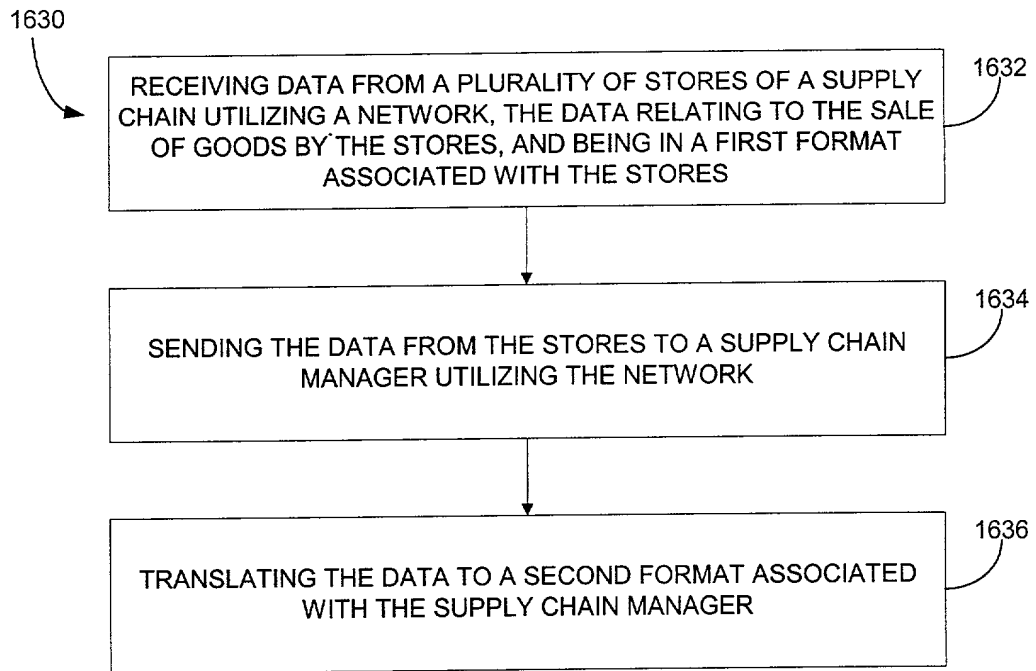 1630
RECEIVING DATA FROM A PLURALITY OF STORES OF A SUPPLY
CHAIN UTILIZING A NETWORK, THE DATA RELATING TO THE SALE
OF GOODS BY THE STORES, AND BEING IN A FIRST FORMAT
ASSOCIATED WITH THE STORES
1632
SENDING THE DATA FROM THE STORES TO A SUPPLY CHAIN
MANAGER UTILIZING THE NETWORK
1634
TRANSLATING THE DATA TO A SECOND FORMAT ASSOCIATED
WITH THE SUPPLY CHAIN MANAGER
1636